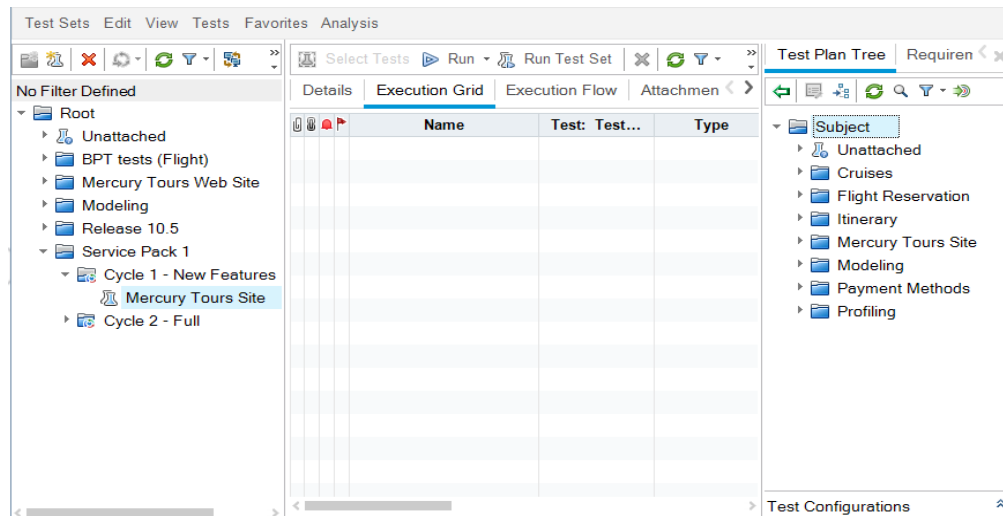 Test Sets Edit View Tests Favorites Analysis
Select Tests Run Run Test Set
Test Plan Tree Requiren
No Filter Defined
Details Execution Grid Execution Flow Attachmen
Name Test: Test... Type
Root
Unattached
BPT tests (Flight)
Mercury Tours Web Site
Modeling
Release 10.5
Service Pack 1
Cycle 1 - New Features
Mercury Tours Site
Cycle 2 - Full
Subject
Unattached
Cruises
Flight Reservation
Itinerary
Mercury Tours Site
Modeling
Payment Methods
Profiling
Test Configurations